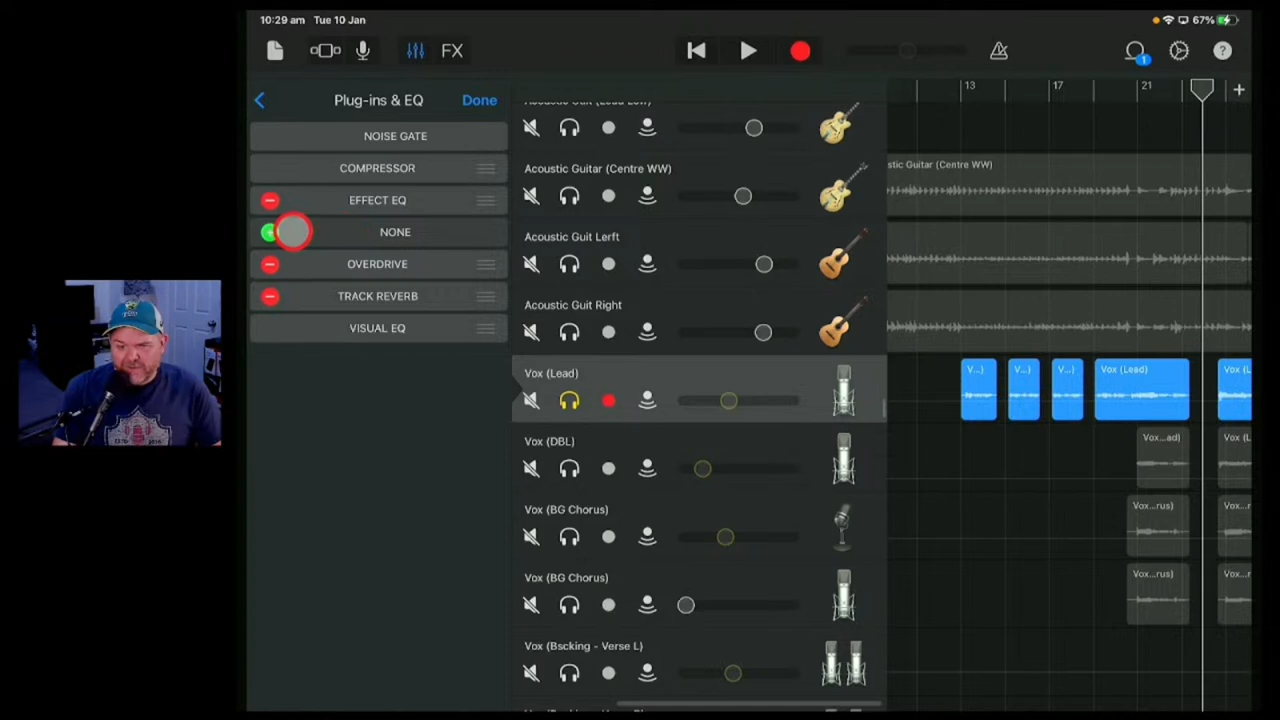 10:29 am Tue 10 Jan
67%
FX
1
Plug-ins & EQ
Done
NOISE GATE
COMPRESSOR
EFFECT EQ
NONE
OVERDRIVE
TRACK REVERB
VISUAL EQ
Acoustic Guitar (Centre WW)
Acoustic Guit Lerft
Acoustic Guit Right
Vox (Lead)
Vox (DBL)
Vox (BG Chorus)
Vox (BG Chorus)
Vox (Bscking - Verse L)
13
17
21
stic Guitar (Centre WW)
V...)
V...)
V...)
Vox (Lead)
Vox (L
Vox...ad)
Vox (L
Vox...rus)
Vox...r
Vox...rus)
Vox...r